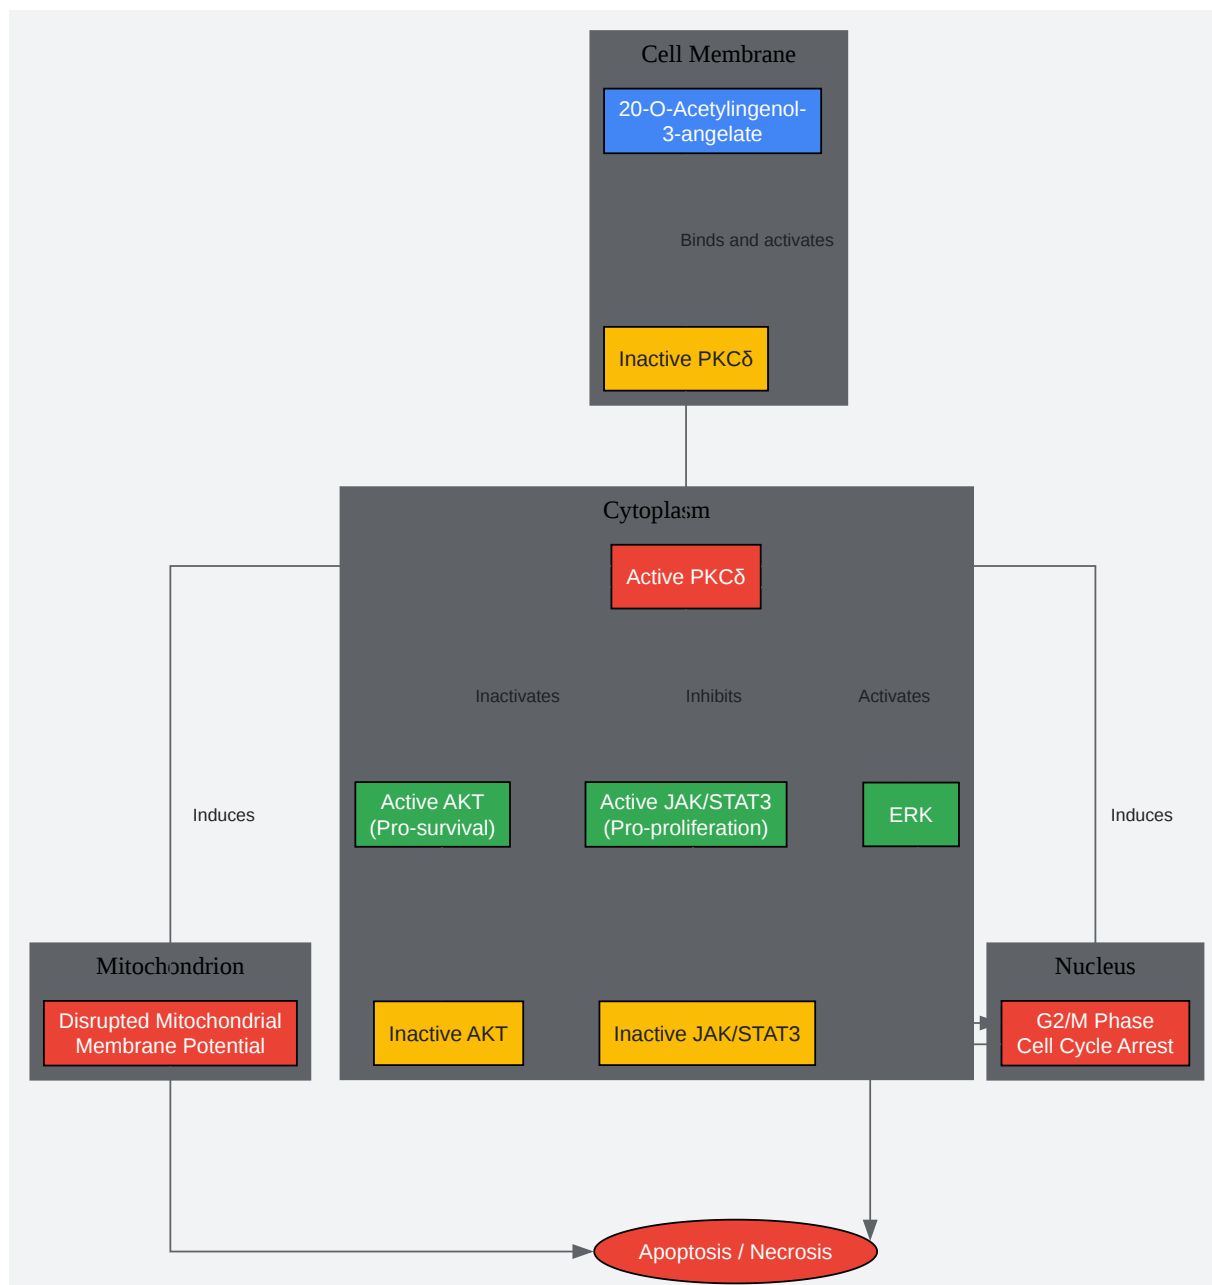 Cell Membrane
20-O-Acetylingenol-
3-angelate
Binds and activates
Inactive PKCδ
Cytoplasm
Active PKCδ
Inactivates
Inhibits
Activates
Active AKT
(Pro-survival)
Active JAK/STAT3
(Pro-proliferation)
ERK
Induces
Induces
Mitochondrion
Disrupted Mitochondrial
Membrane Potential
Inactive AKT
Inactive JAK/STAT3
Nucleus
G2/M Phase
Cell Cycle Arrest
Apoptosis / Necrosis